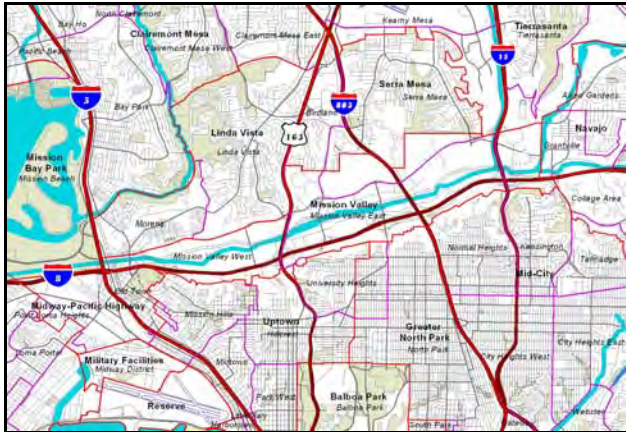 North Clairemont
Kearny Mesa
Tierrasanta
Tierrasanta
Bay Ho
Clairemont Mesa
Clairemont Mesa West
Clairemont Mesa East
Pacific Beach
15
5
Serra Mesa
Serra Mesa
Allied Gardens
805
Bay Park
Birdland
163
Linda Vista
Linda Vista
Navajo
Grantville
Mission
Bay Park
Mission Beach
College Area
Mission Valley
Mission Valley East
Morena
Normal Heights
Kensington
Mission Valley West
Talmadge
8
Mid-City
Old Town
University Heights
Midway-Pacific Highway
Point Loma Heights
Mission Hills
Uptown
Hillcrest
Greater
North Park
North Park
City Heights East
Loma Portal
Military Facilities
Midway District
Midtown
City Heights West
Park West
Balboa Park
Balboa Park
Reserve
South Park
Webster